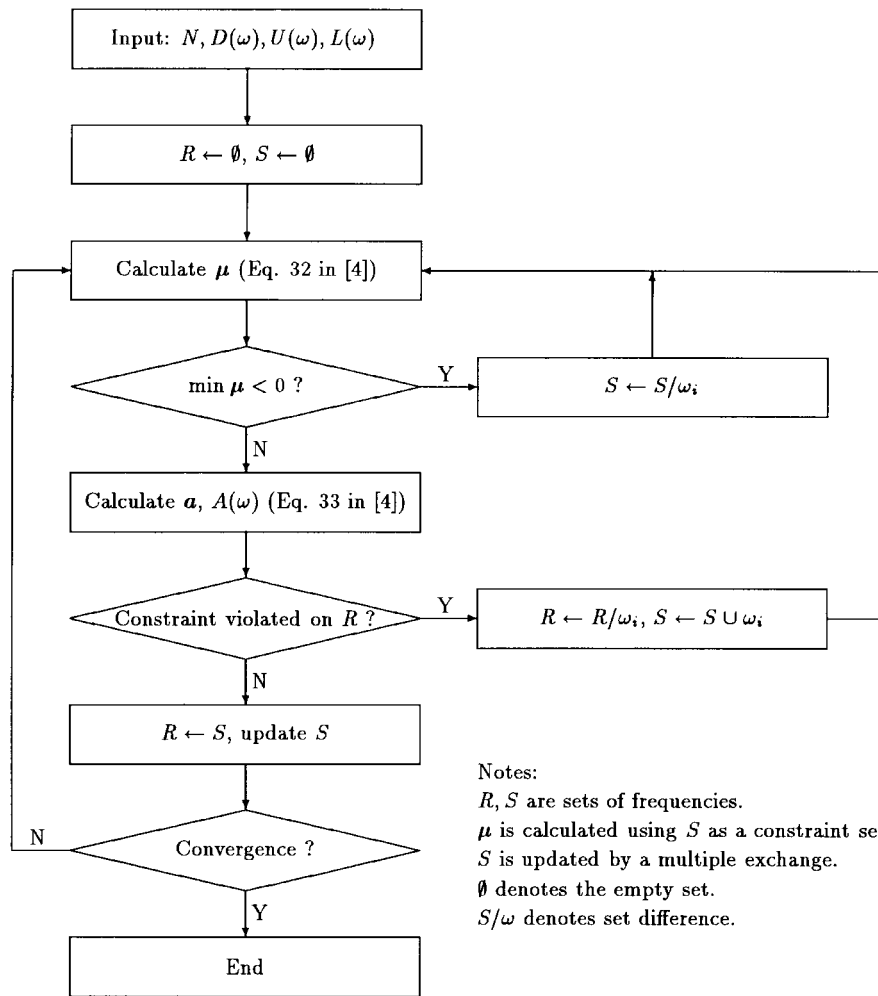 Input: N, D(ω), U(ω), L(ω)
R ← ∅, S ← ∅
Calculate μ (Eq. 32 in [4])
min μ < 0 ?
Y
S ← S/ωᵢ
N
Calculate a, A(ω) (Eq. 33 in [4])
Constraint violated on R ?
Y
R ← R/ωᵢ, S ← S ∪ ωᵢ
N
R ← S, update S
N
Convergence ?
Y
End
Notes:
R, S are sets of frequencies.
μ is calculated using S as a constraint se
S is updated by a multiple exchange.
∅ denotes the empty set.
S/ω denotes set difference.